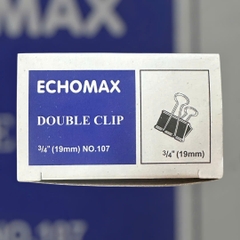 ECHOMAX
DOUBLE CLIP
3/4" (19mm) NO.107
3/4" (19mm)